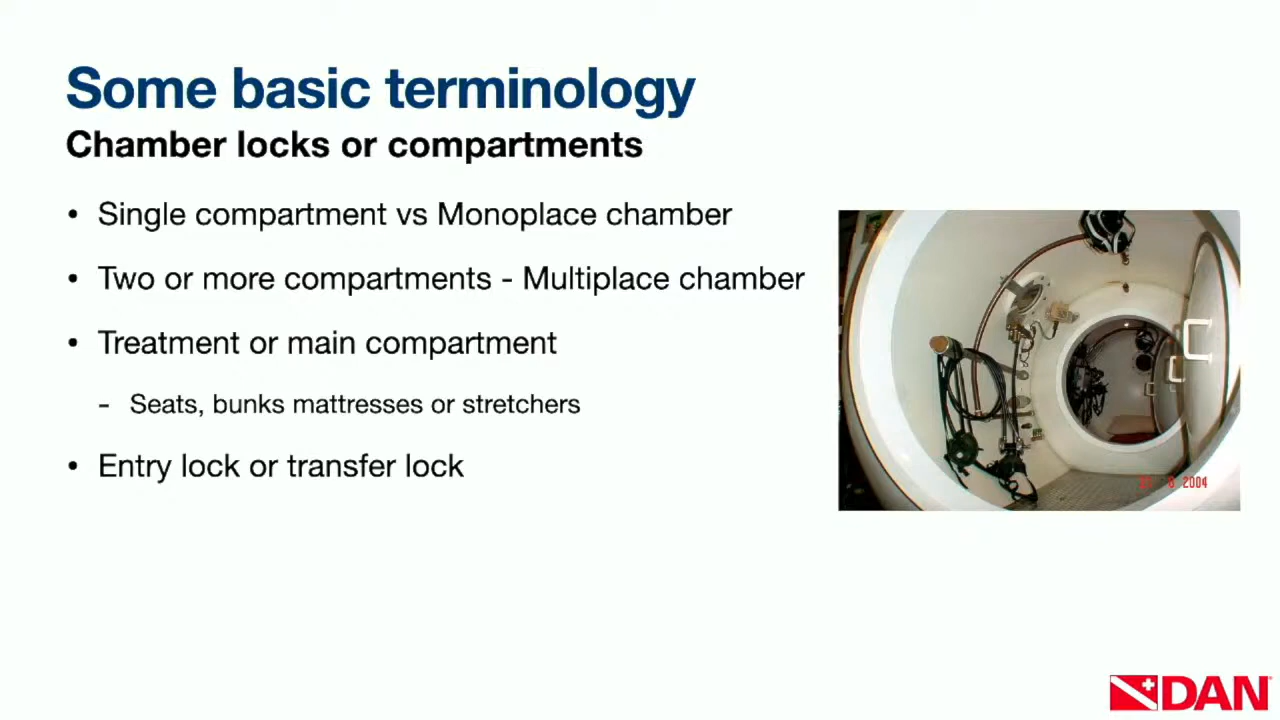 Some basic terminology
Chamber locks or compartments
• Single compartment vs Monoplace chamber
• Two or more compartments - Multiplace chamber
• Treatment or main compartment
- Seats, bunks mattresses or stretchers
• Entry lock or transfer lock
8 2004
DAN